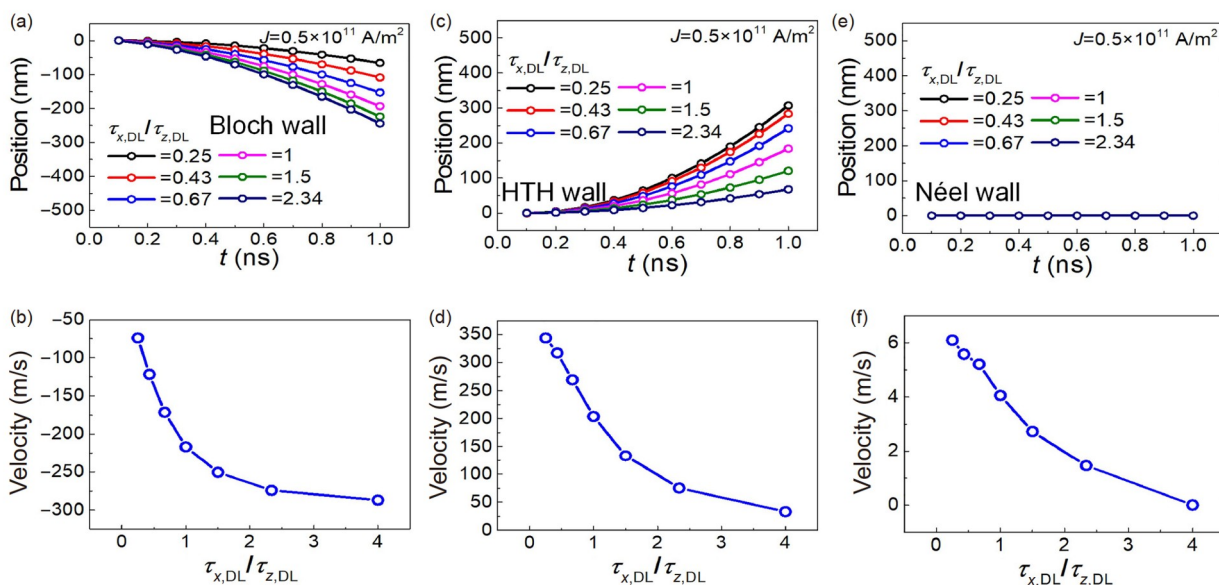 (a)
J=0.5×10¹¹ A/m²
0
−100
−200
−300
−400
−500
Position (nm)
τx,DL/τz,DL
Bloch wall
=0.25
=1
=0.43
=1.5
=0.67
=2.34
0.0 0.2 0.4 0.6 0.8 1.0
t (ns)
(c)
J=0.5×10¹¹ A/m²
500
400
300
200
100
0
Position (nm)
τx,DL/τz,DL
=0.25
=1
=0.43
=1.5
=0.67
=2.34
HTH wall
0.0 0.2 0.4 0.6 0.8 1.0
t (ns)
(e)
J=0.5×10¹¹ A/m²
500
400
300
200
100
0
Position (nm)
τx,DL/τz,DL
=0.25
=1
=0.43
=1.5
=0.67
=2.34
Néel wall
0.0 0.2 0.4 0.6 0.8 1.0
t (ns)
(b)
−50
−100
−150
−200
−250
−300
Velocity (m/s)
0 1 2 3 4
τx,DL/τz,DL
(d)
350
300
250
200
150
100
50
0
Velocity (m/s)
0 1 2 3 4
τx,DL/τz,DL
(f)
6
4
2
0
Velocity (m/s)
0 1 2 3 4
τx,DL/τz,DL